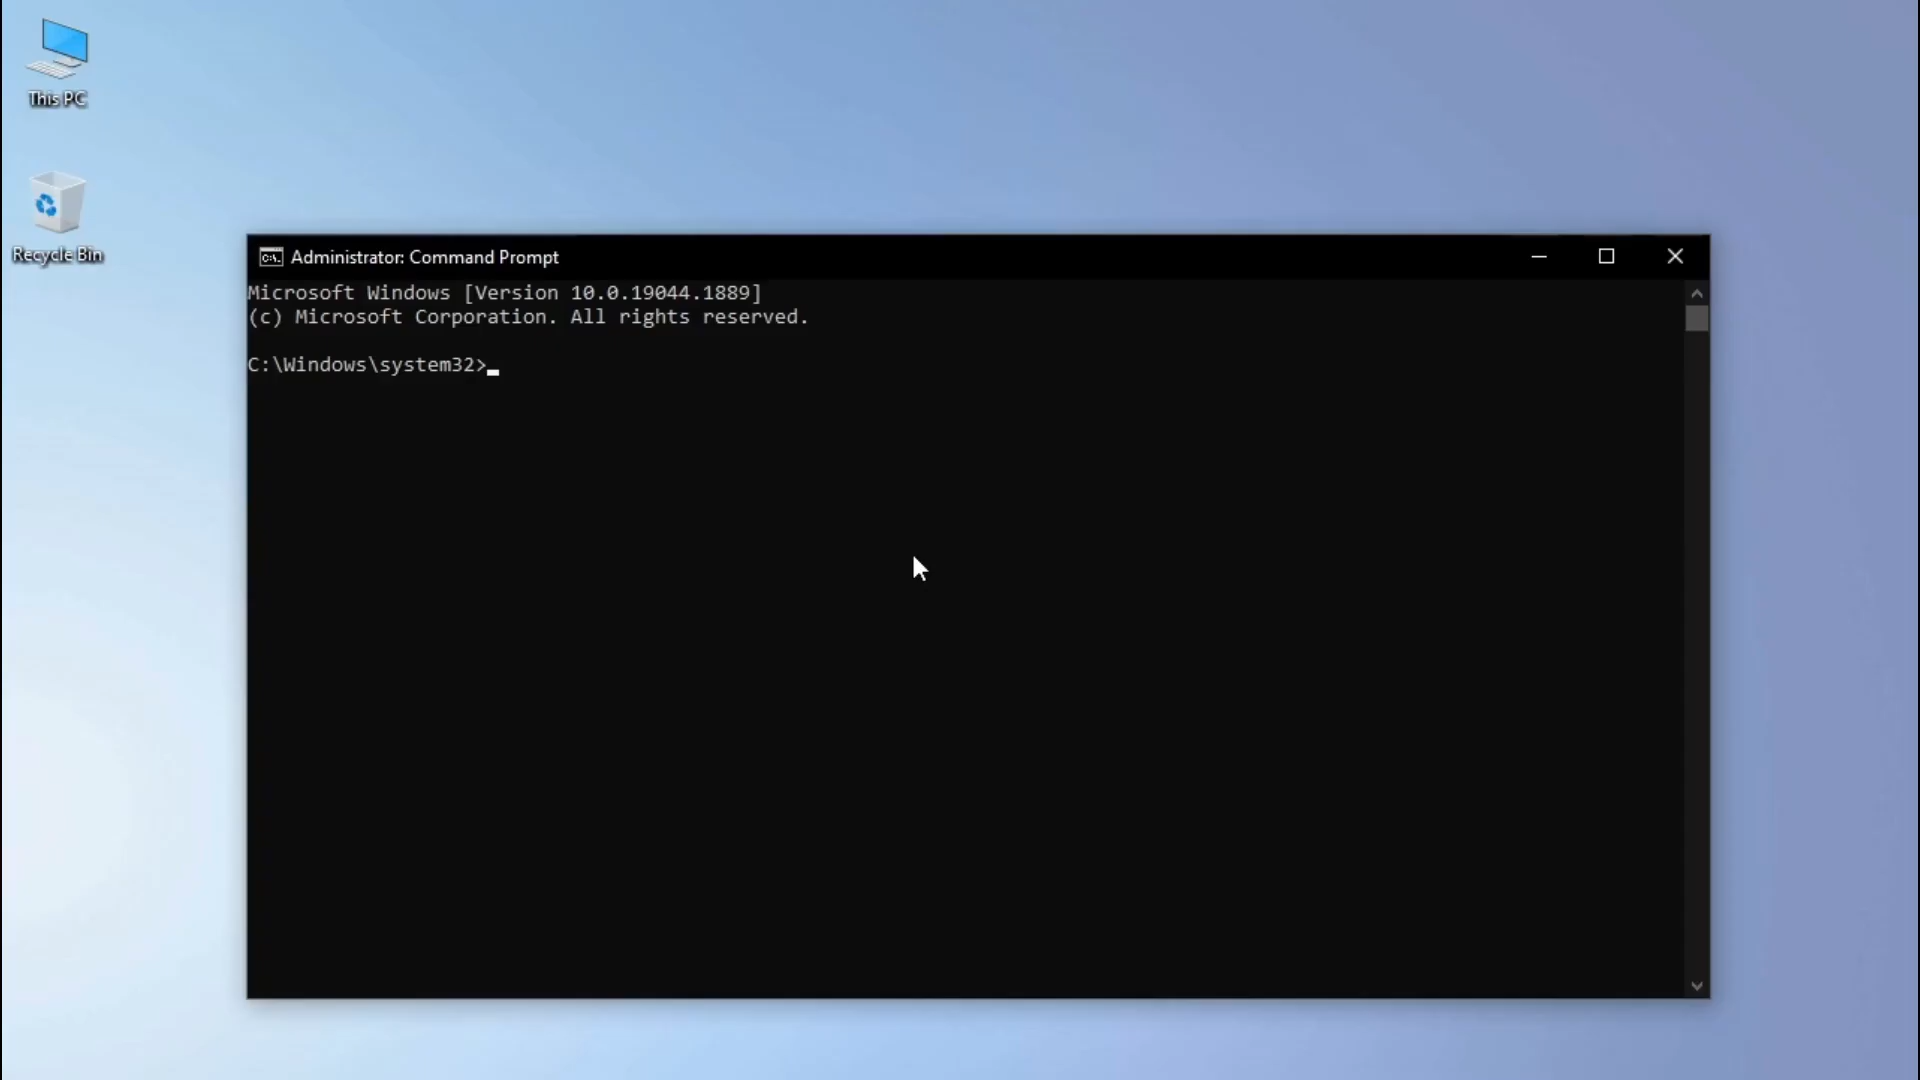 This PC
Recycle Bin
Administrator: Command Prompt
Microsoft Windows [Version 10.0.19044.1889]
(c) Microsoft Corporation. All rights reserved.
C:\Windows\system32>